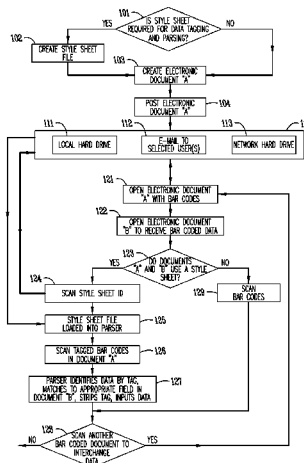 101
IS STYLE SHEET
REQUIRED FOR DATA TAGGING
AND PARSING?
YES
NO
102
CREATE STYLE SHEET
FILE
103
CREATE ELECTRONIC
DOCUMENT "A"
104
POST ELECTRONIC
DOCUMENT "A"
111
LOCAL HARD DRIVE
112
E-MAIL TO
SELECTED USER(S)
113
NETWORK HARD DRIVE
121
OPEN ELECTRONIC DOCUMENT
"A" WITH BAR CODES
122
OPEN ELECTRONIC DOCUMENT
"B" TO RECEIVE BAR CODED DATA
123
DO DOCUMENTS
"A" AND "B" USE A STYLE
SHEET?
YES
NO
124
SCAN STYLE SHEET ID
129
SCAN
BAR CODES
125
STYLE SHEET FILE
LOADED INTO PARSER
126
SCAN TAGGED BAR CODES
IN DOCUMENT "A"
127
PARSER IDENTIFIES DATA BY TAG,
MATCHES TO APPROPRIATE FIELD IN
DOCUMENT "B", STRIPS TAG, INPUTS DATA
128
SCAN ANOTHER
BAR CODED DOCUMENT TO
INTERCHANGE
DATA
NO
YES